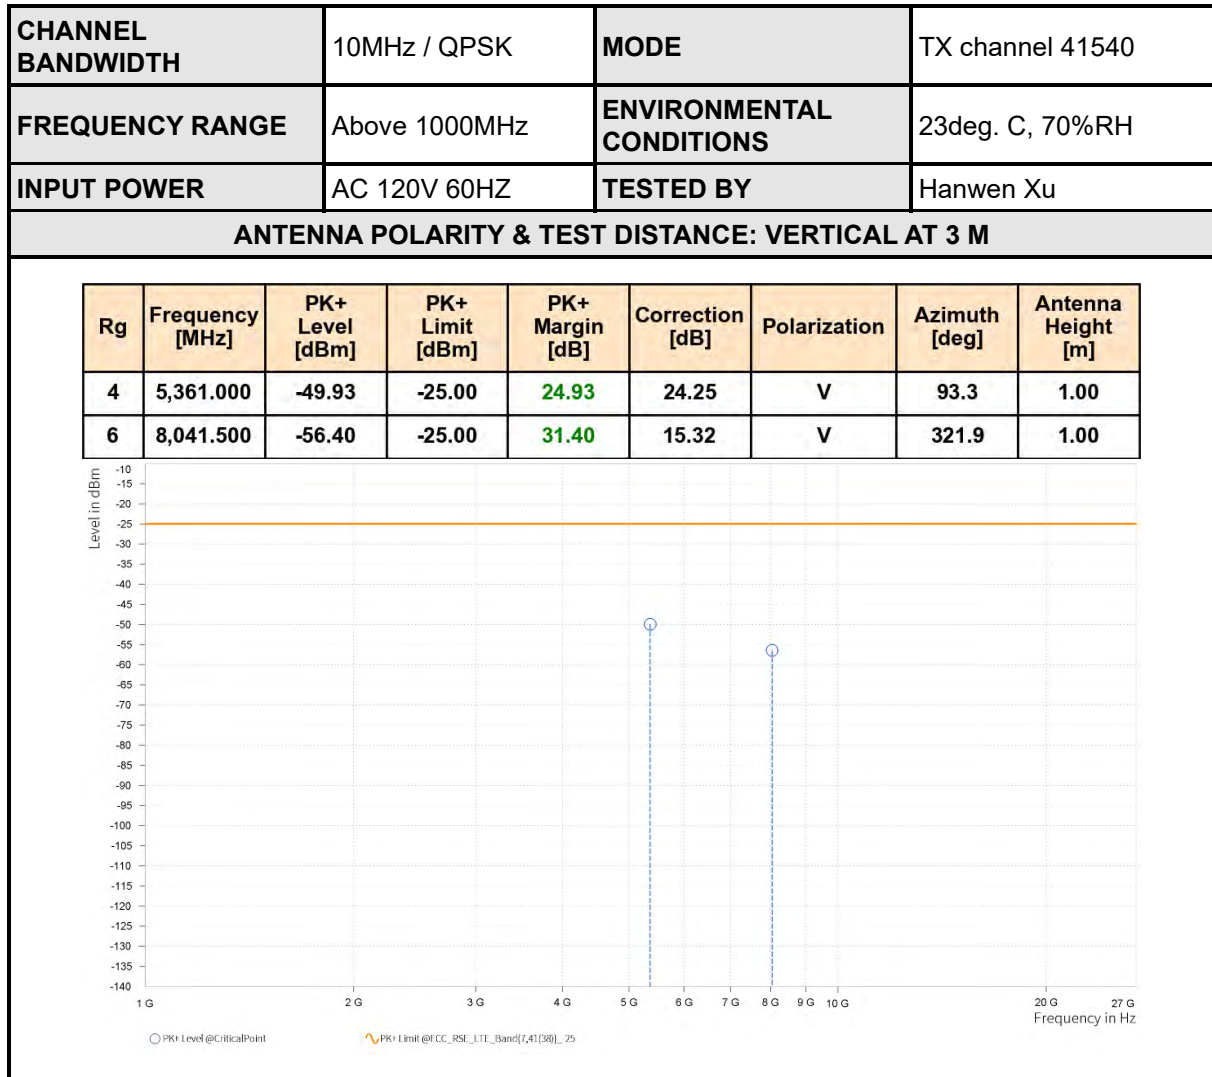 CHANNEL BANDWIDTH 10MHz / QPSK MODE TX channel 41540
FREQUENCY RANGE Above 1000MHz ENVIRONMENTAL CONDITIONS 23deg. C, 70%RH
INPUT POWER AC 120V 60HZ TESTED BY Hanwen Xu
ANTENNA POLARITY & TEST DISTANCE: VERTICAL AT 3 M
Rg Frequency [MHz] PK+ Level [dBm] PK+ Limit [dBm] PK+ Margin [dB] Correction [dB] Polarization Azimuth [deg] Antenna Height [m]
4 5,361.000 -49.93 -25.00 24.93 24.25 V 93.3 1.00
6 8,041.500 -56.40 -25.00 31.40 15.32 V 321.9 1.00
Level in dBm
-10
-15
-20
-25
-30
-35
-40
-45
-50
-55
-60
-65
-70
-75
-80
-85
-90
-95
-100
-105
-110
-115
-120
-125
-130
-135
-140
1 G 2 G 3 G 4 G 5 G 6 G 7 G 8 G 9 G 10 G 20 G 27 G
Frequency in Hz
PK+ Level @CriticalPoint PK+ Limit @FCC_RSE_LTE_Band(7,41(38))_-25